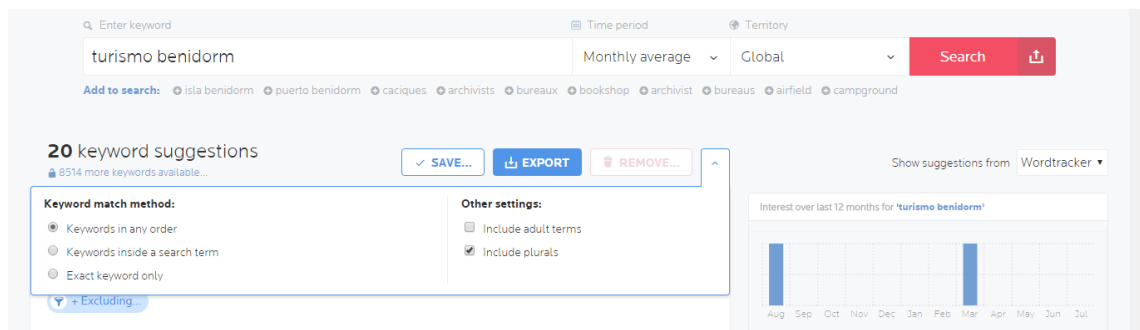 Enter keyword
Time period
Territory
turismo benidorm
Monthly average
Global
Search
Add to search: isla benidorm puerto benidorm caciques archivists bureaux bookshop archivist bureaus airfield campground
20 keyword suggestions
8514 more keywords available...
SAVE...
EXPORT
REMOVE...
Show suggestions from Wordtracker
Keyword match method:
Keywords in any order
Keywords inside a search term
Exact keyword only
Other settings:
Include adult terms
Include plurals
+ Excluding...
Interest over last 12 months for 'turismo benidorm'
Aug Sep Oct Nov Dec Jan Feb Mar Apr May Jun Jul